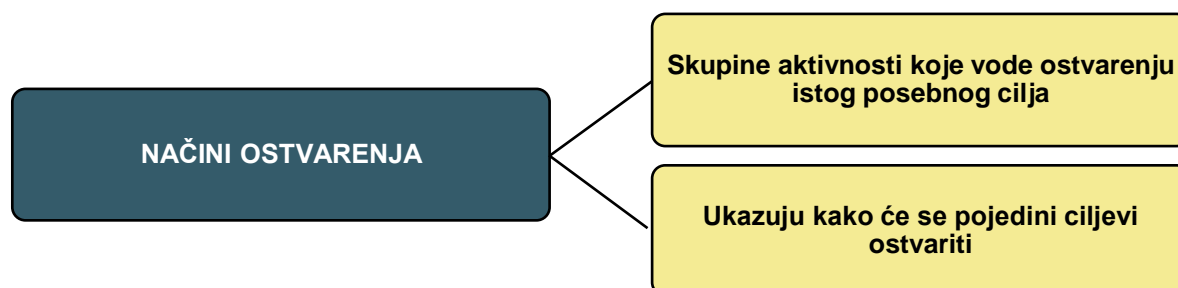 Skupine aktivnosti koje vode ostvarenju
istog posebnog cilja
NAČINI OSTVARENJA
Ukazuju kako će se pojedini ciljevi
ostvariti